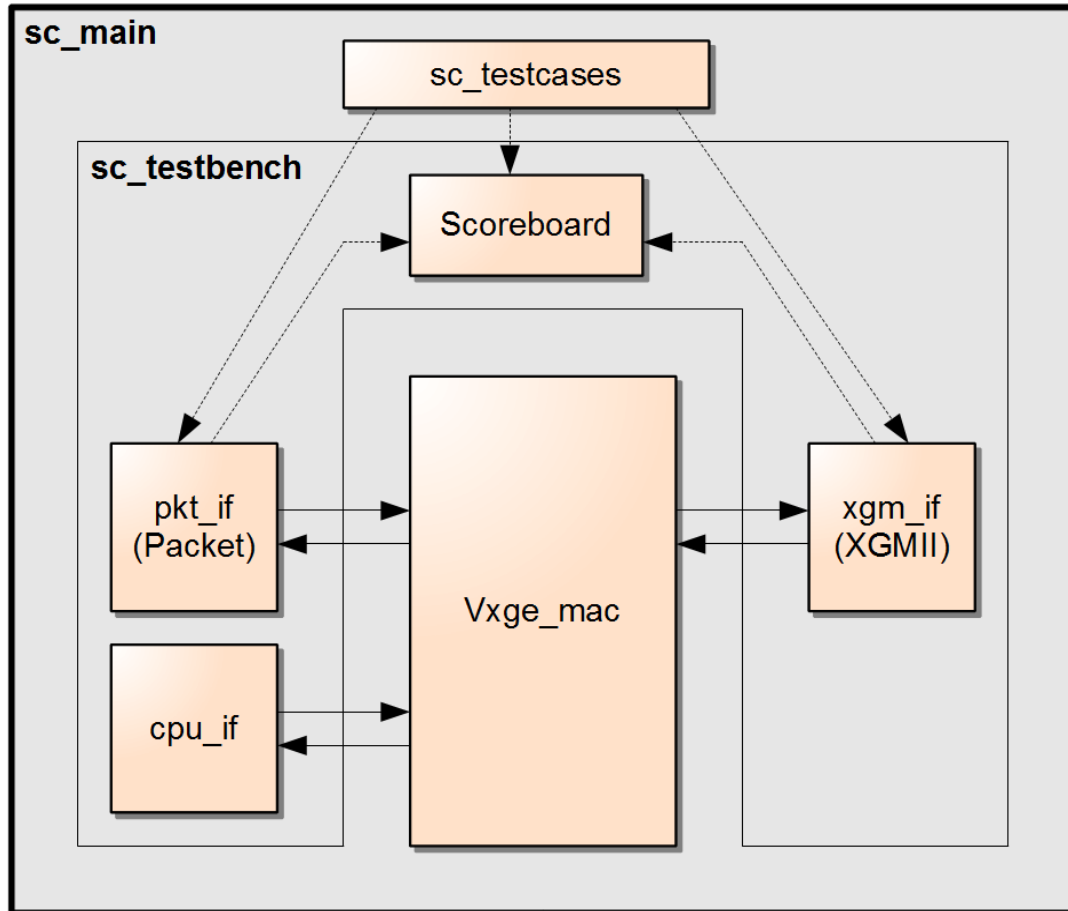 sc_main
sc_testcases
sc_testbench
Scoreboard
pkt_if
(Packet)
xgm_if
(XGMII)
Vxge_mac
cpu_if